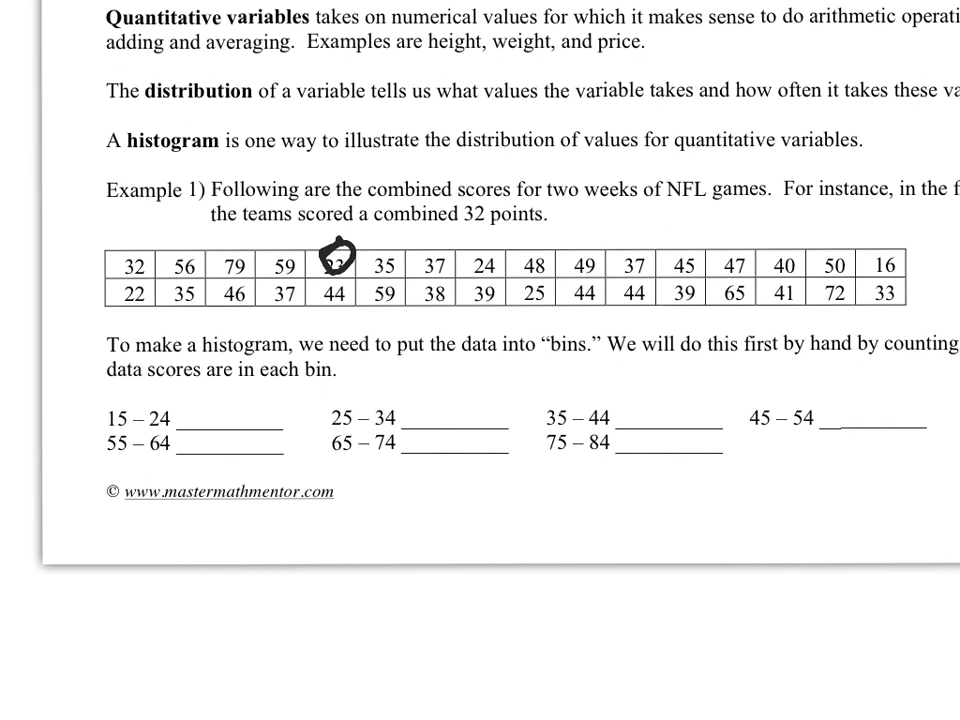 Quantitative variables takes on numerical values for which it makes sense to do arithmetic operati
adding and averaging. Examples are height, weight, and price.
The distribution of a variable tells us what values the variable takes and how often it takes these va
A histogram is one way to illustrate the distribution of values for quantitative variables.
Example 1) Following are the combined scores for two weeks of NFL games. For instance, in the f
the teams scored a combined 32 points.
32 56 79 59 35 37 24 48 49 37 45 47 40 50 16
22 35 46 37 44 59 38 39 25 44 44 39 65 41 72 33
To make a histogram, we need to put the data into “bins.” We will do this first by hand by counting
data scores are in each bin.
15 – 24 __________ 25 – 34 __________ 35 – 44 __________ 45 – 54 __________
55 – 64 __________ 65 – 74 __________ 75 – 84 __________
© www.mastermathmentor.com